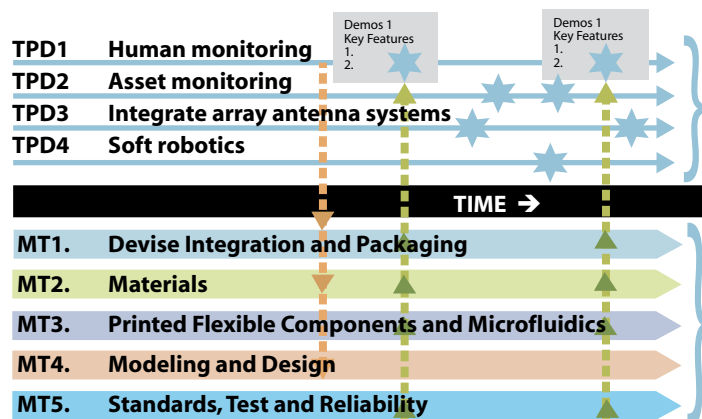 Demos 1
Key Features
1.
2.
Demos 1
Key Features
1.
2.
TPD1 Human monitoring
TPD2 Asset monitoring
TPD3 Integrate array antenna systems
TPD4 Soft robotics
TIME →
MT1. Devise Integration and Packaging
MT2. Materials
MT3. Printed Flexible Components and Microfluidics
MT4. Modeling and Design
MT5. Standards, Test and Reliability